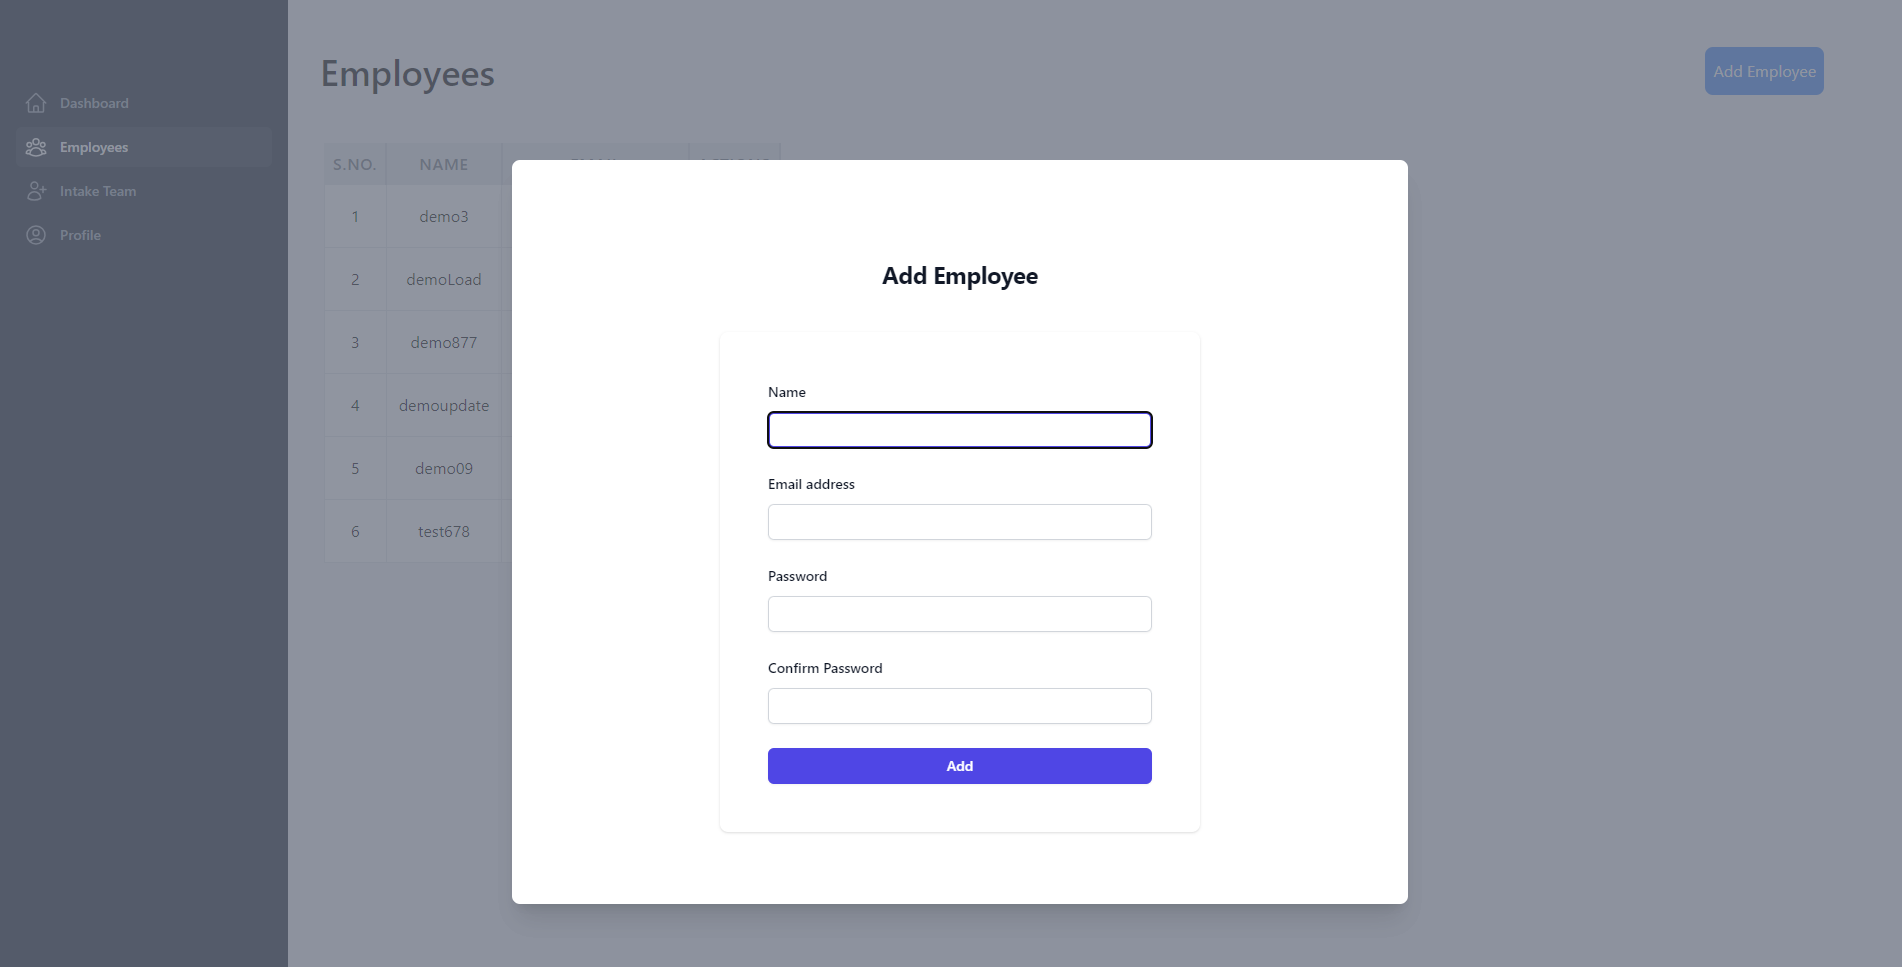 Dashboard
Employees
Intake Team
Profile
Employees
Add Employee
S.NO. NAME
1 demo3
2 demoLoad
3 demo877
4 demoupdate
5 demo09
6 test678
Add Employee
Name
Email address
Password
Confirm Password
Add